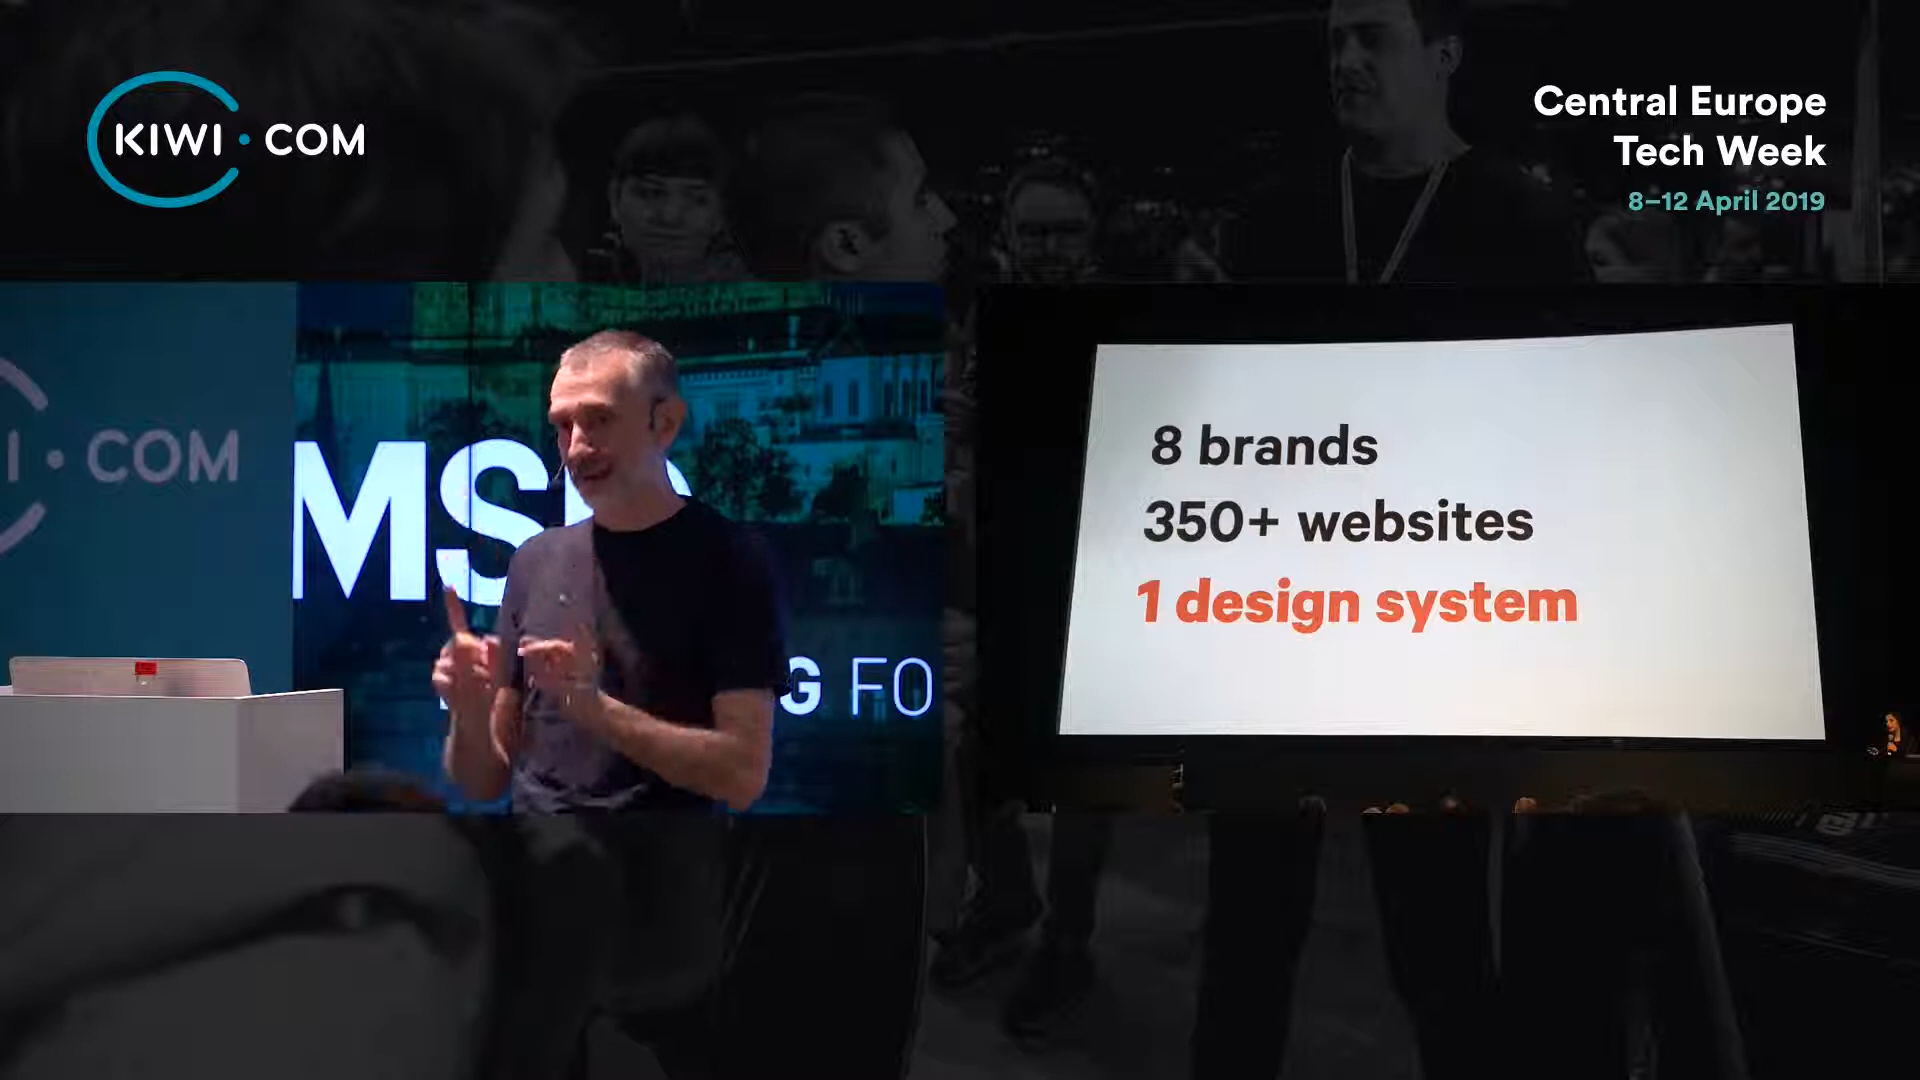 KIWI·COM
Central Europe
Tech Week
8–12 April 2019
I·COM
MS
G FO
8 brands
350+ websites
1 design system